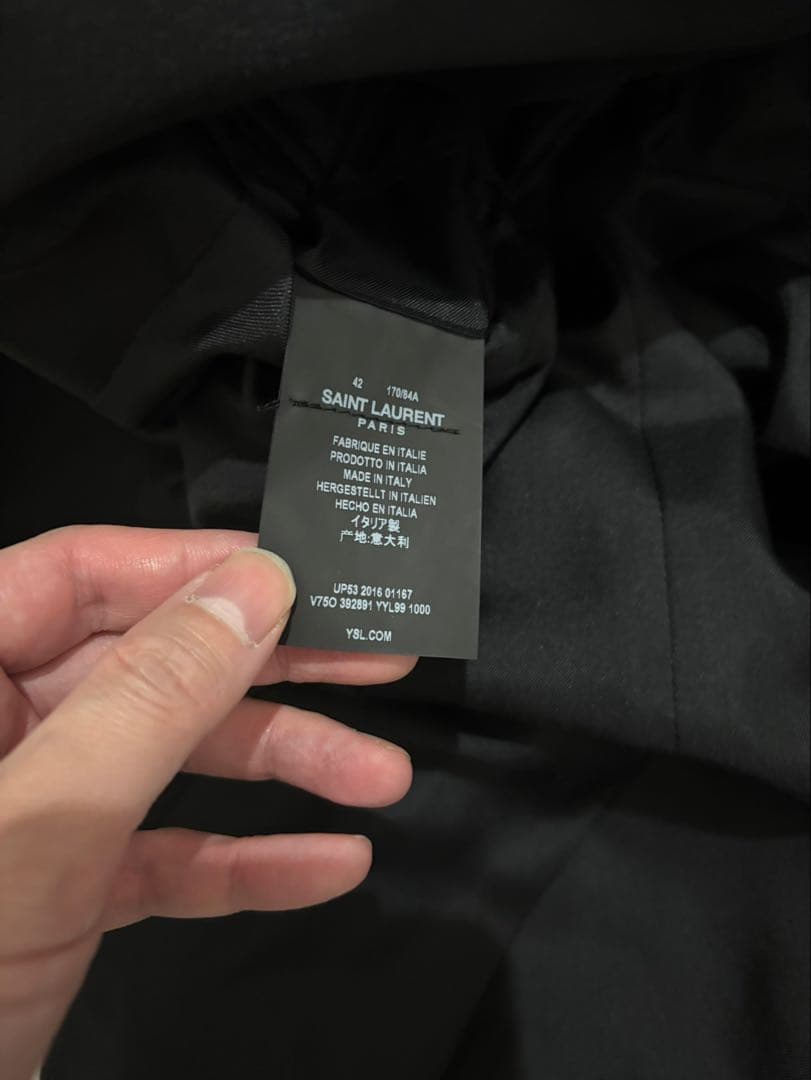 42 170/84A
SAINT LAURENT
PARIS
FABRIQUE EN ITALIE
PRODOTTO IN ITALIA
MADE IN ITALY
HERGESTELLT IN ITALIEN
HECHO EN ITALIA
イタリア製
产地:意大利
UP53 2016 01167
V75O 392891 YYL99 1000
YSL.COM